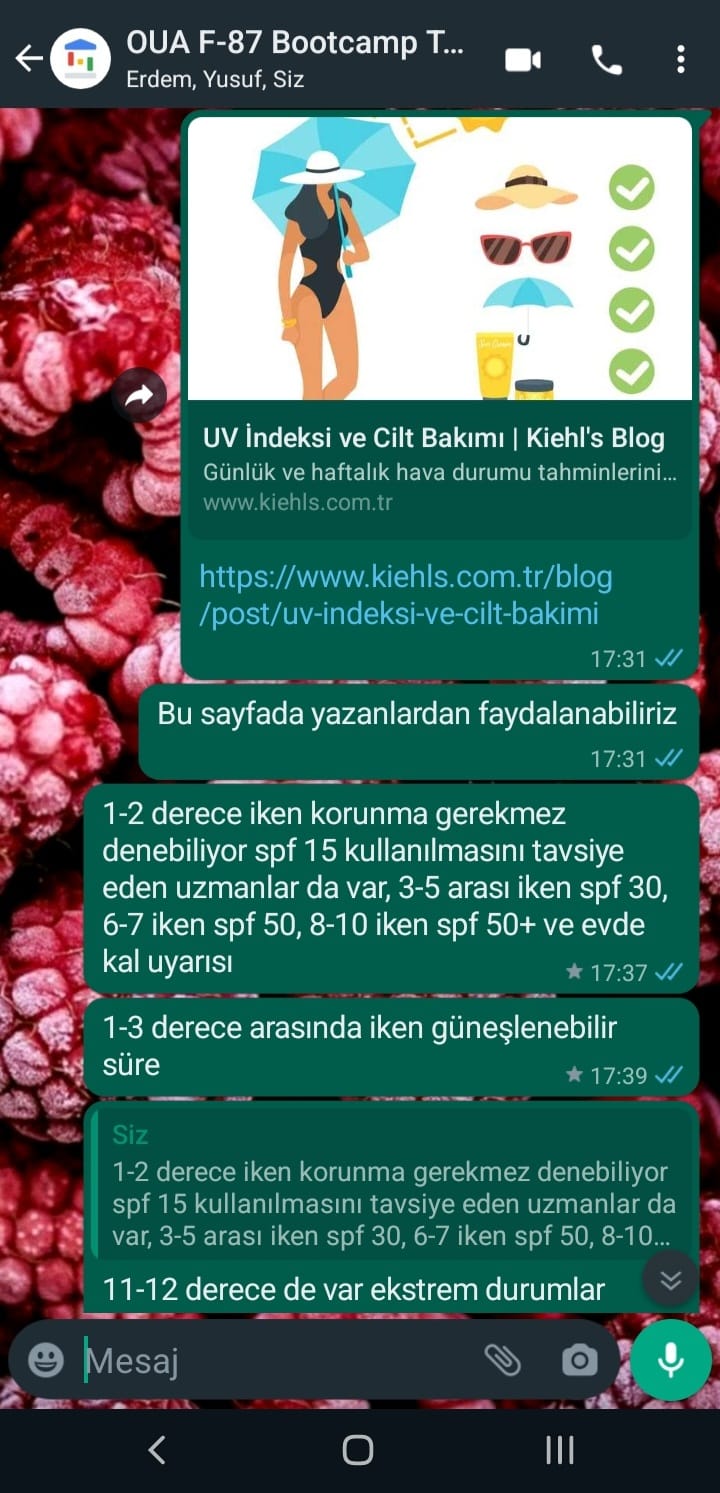 OUA F-87 Bootcamp T...
Erdem, Yusuf, Siz
Sun Cream
UV İndeksi ve Cilt Bakımı | Kiehl's Blog
Günlük ve haftalık hava durumu tahminlerini...
www.kiehls.com.tr
https://www.kiehls.com.tr/blog
/post/uv-indeksi-ve-cilt-bakimi
17:31
Bu sayfada yazanlardan faydalanabiliriz
17:31
1-2 derece iken korunma gerekmez
denebiliyor spf 15 kullanılmasını tavsiye
eden uzmanlar da var, 3-5 arası iken spf 30,
6-7 iken spf 50, 8-10 iken spf 50+ ve evde
kal uyarısı
17:37
1-3 derece arasında iken güneşlenebilir
süre
17:39
Siz
1-2 derece iken korunma gerekmez denebiliyor
spf 15 kullanılmasını tavsiye eden uzmanlar da
var, 3-5 arası iken spf 30, 6-7 iken spf 50, 8-10...
11-12 derece de var ekstrem durumlar
Mesaj